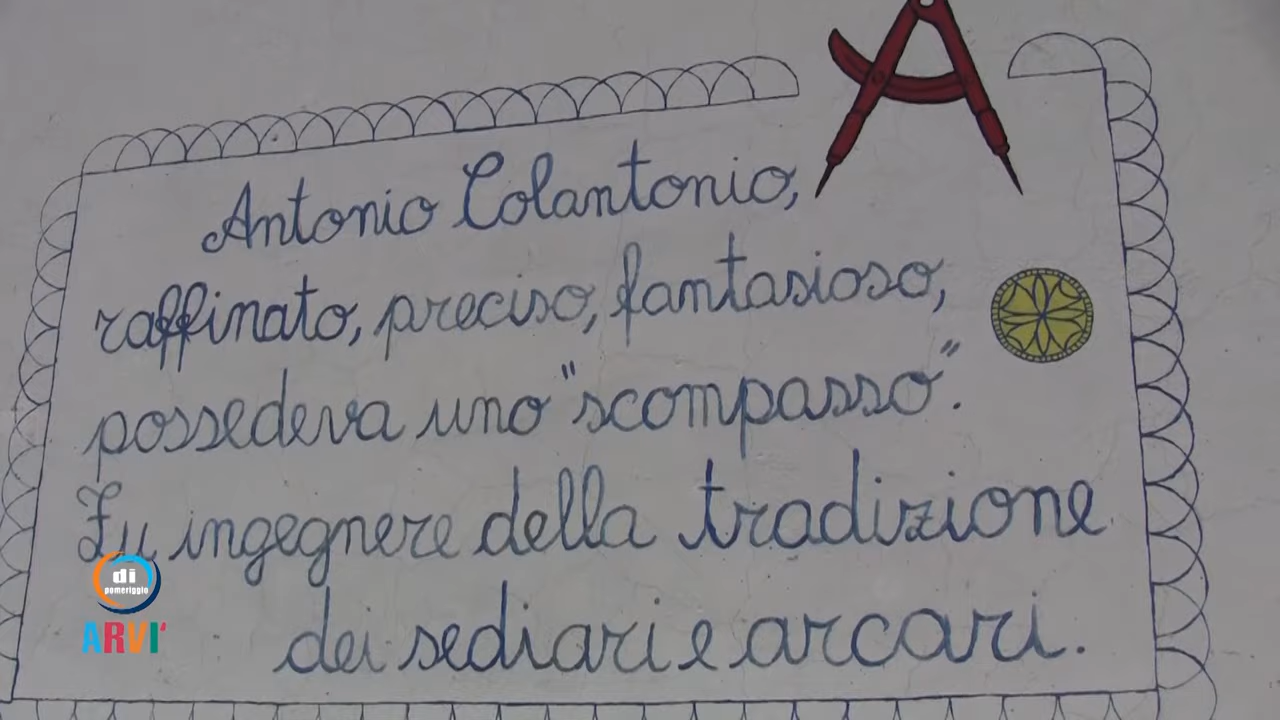 Antonio Colantonio,
raffinato, preciso, fantasioso,
possedeva uno "scompasso".
Fu ingegnere della tradizione
dei sediari e arcari.
di
pomeriggio
ARVI'